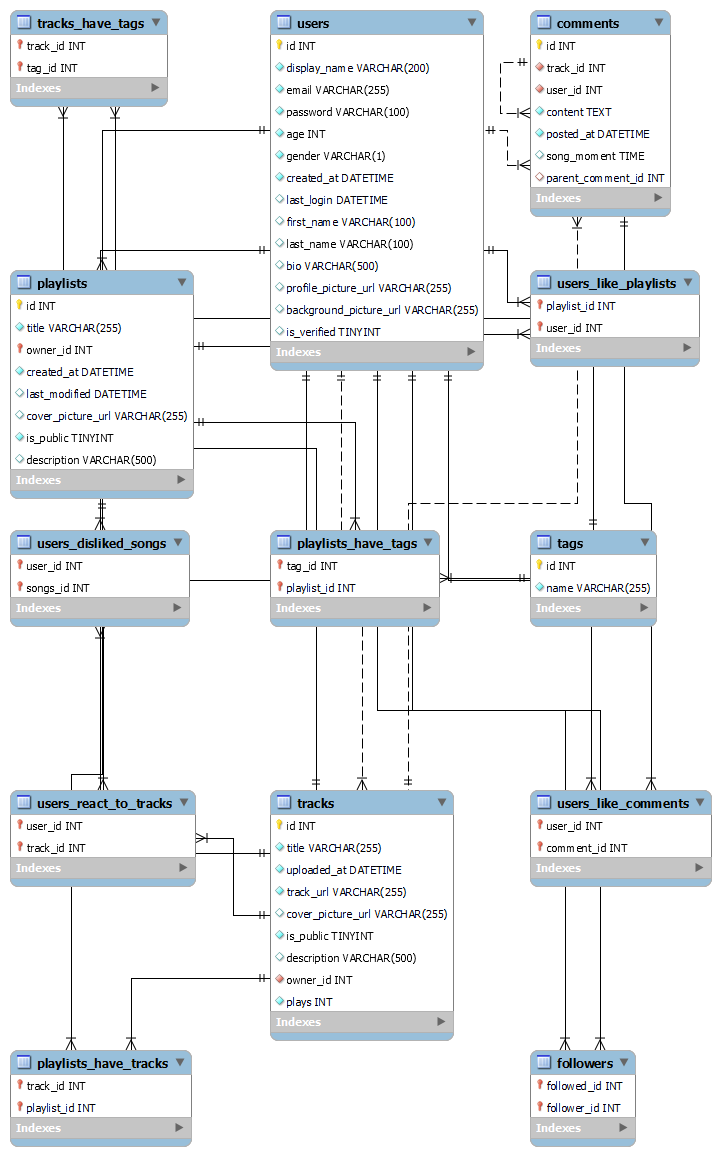 tracks_have_tags
track_id INT
tag_id INT
Indexes
users
id INT
display_name VARCHAR(200)
email VARCHAR(255)
password VARCHAR(100)
age INT
gender VARCHAR(1)
created_at DATETIME
last_login DATETIME
first_name VARCHAR(100)
last_name VARCHAR(100)
bio VARCHAR(500)
profile_picture_url VARCHAR(255)
background_picture_url VARCHAR(255)
is_verified TINYINT
Indexes
comments
id INT
track_id INT
user_id INT
content TEXT
posted_at DATETIME
song_moment TIME
parent_comment_id INT
Indexes
playlists
id INT
title VARCHAR(255)
owner_id INT
created_at DATETIME
last_modified DATETIME
cover_picture_url VARCHAR(255)
is_public TINYINT
description VARCHAR(500)
Indexes
users_like_playlists
playlist_id INT
user_id INT
Indexes
users_disliked_songs
user_id INT
songs_id INT
Indexes
playlists_have_tags
tag_id INT
playlist_id INT
Indexes
tags
id INT
name VARCHAR(255)
Indexes
users_react_to_tracks
user_id INT
track_id INT
Indexes
tracks
id INT
title VARCHAR(255)
uploaded_at DATETIME
track_url VARCHAR(255)
cover_picture_url VARCHAR(255)
is_public TINYINT
description VARCHAR(500)
owner_id INT
plays INT
Indexes
users_like_comments
user_id INT
comment_id INT
Indexes
playlists_have_tracks
track_id INT
playlist_id INT
Indexes
followers
followed_id INT
follower_id INT
Indexes